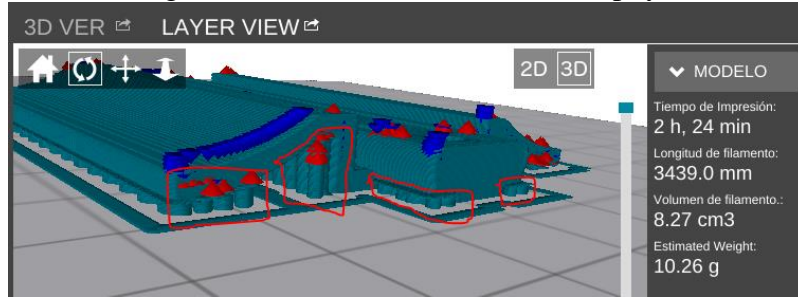 3D VER LAYER VIEW
2D 3D
MODELO
Tiempo de Impresión:
2 h, 24 min
Longitud de filamento:
3439.0 mm
Volumen de filamento.:
8.27 cm3
Estimated Weight:
10.26 g